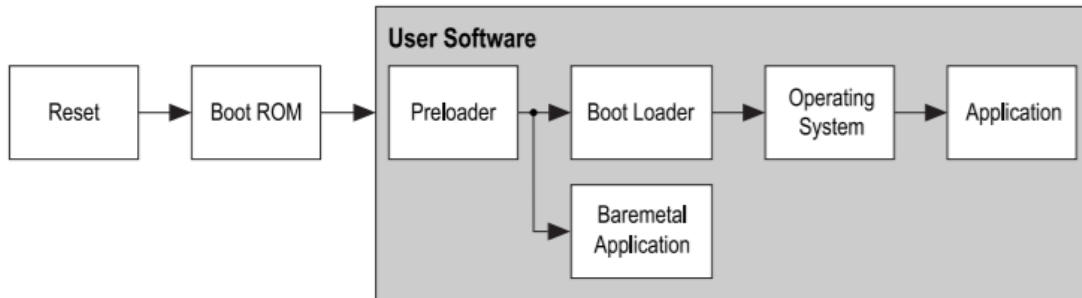 User Software
Reset
Boot ROM
Preloader
Boot Loader
Operating
System
Application
Baremetal
Application